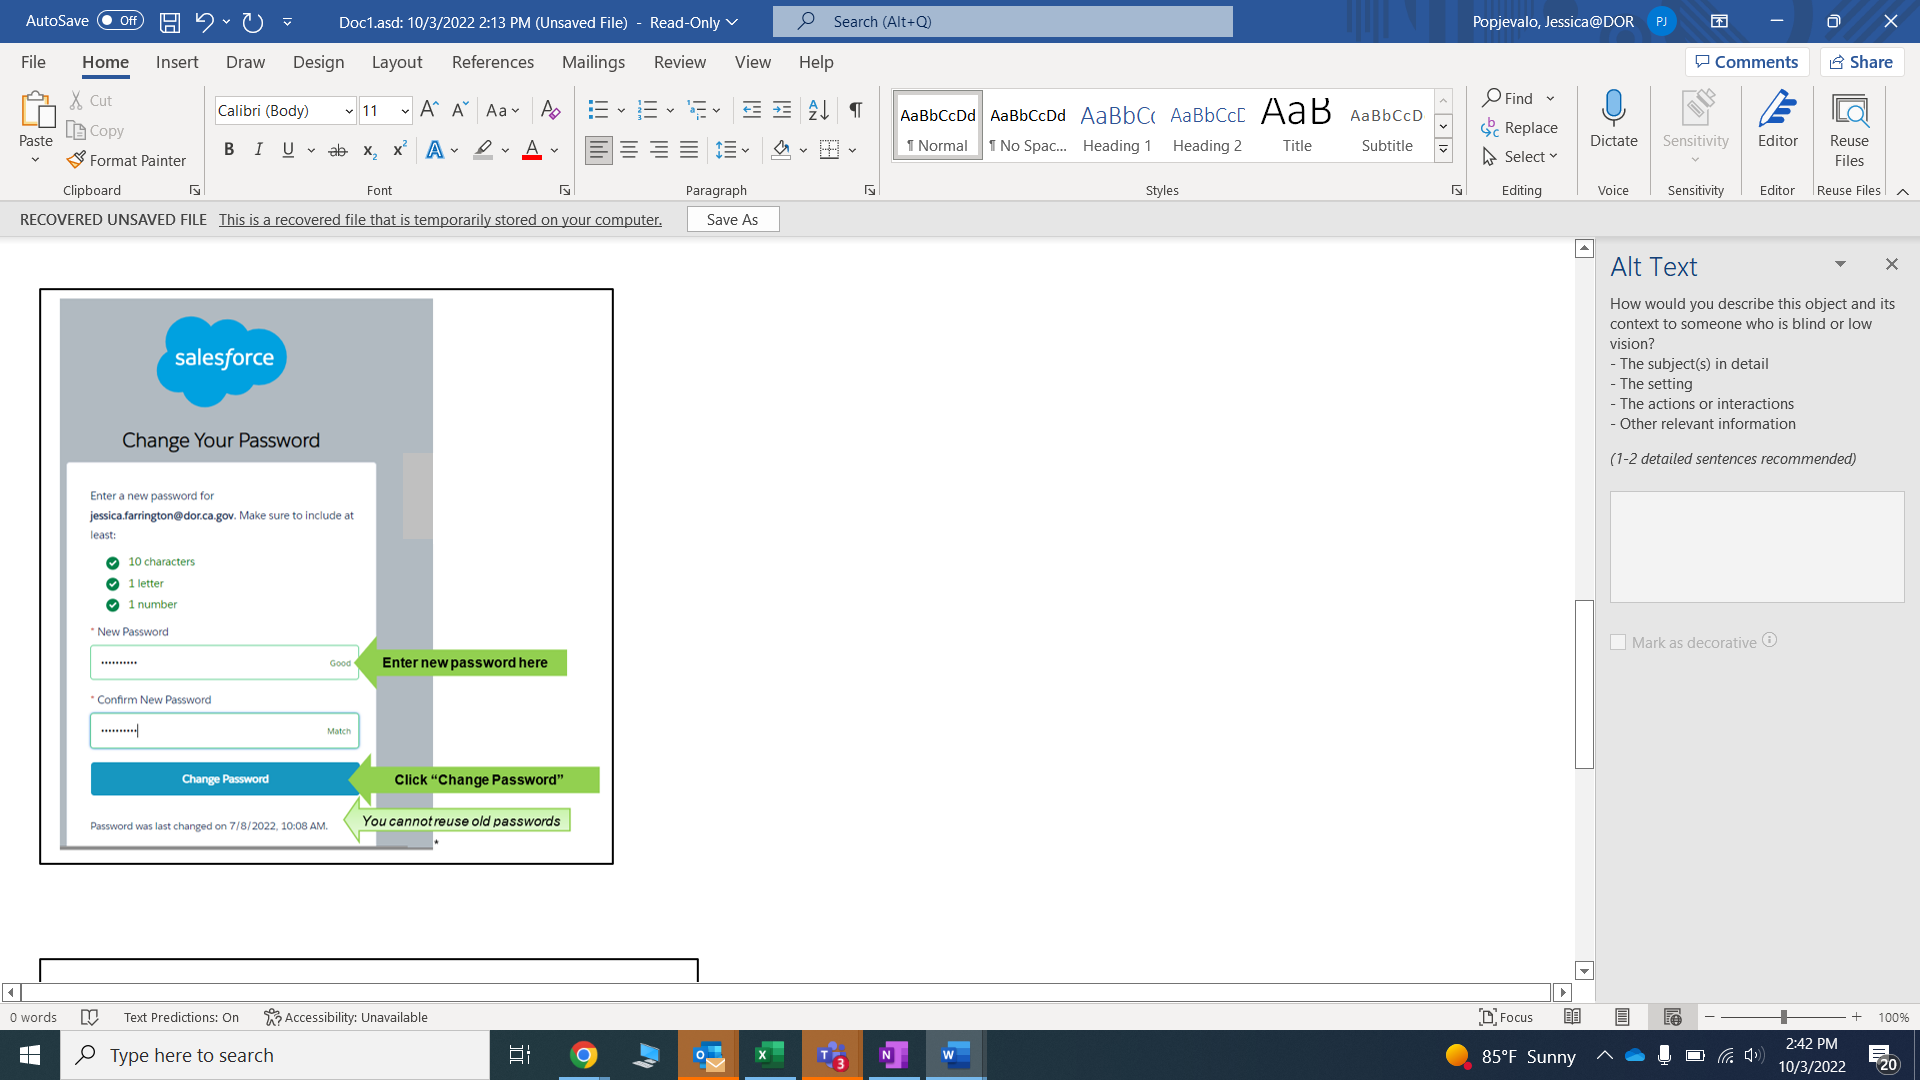 AutoSave Off Doc1.asd: 10/3/2022 2:13 PM (Unsaved File) - Read-Only Search (Alt+Q) Popjevalo, Jessica@DOR PJ
File Home Insert Draw Design Layout References Mailings Review View Help Comments Share
Paste
Cut
Copy
Format Painter
Clipboard
Calibri (Body) 11 Aa
B I U ab x₂ x² A A
Font
Paragraph
AaBbCcDd AaBbCcDd AaBbCc AaBbCcD AaB AaBbCcD
¶ Normal ¶ No Spac... Heading 1 Heading 2 Title Subtitle
Styles
Find
Replace
Select
Editing
Dictate
Voice
Sensitivity
Sensitivity
Editor
Editor
Reuse
Files
Reuse Files
RECOVERED UNSAVED FILE This is a recovered file that is temporarily stored on your computer. Save As
salesforce
Change Your Password
Enter a new password for
jessica.farrington@dor.ca.gov. Make sure to include at
least:
10 characters
1 letter
1 number
* New Password
•••••••••• Good
Enter new password here
* Confirm New Password
•••••••••• Match
Change Password
Click “Change Password”
You cannot reuse old passwords
Password was last changed on 7/8/2022, 10:08 AM.
*
Alt Text
How would you describe this object and its
context to someone who is blind or low
vision?
- The subject(s) in detail
- The setting
- The actions or interactions
- Other relevant information
(1-2 detailed sentences recommended)
Mark as decorative
0 words Text Predictions: On Accessibility: Unavailable Focus 100%
Type here to search
3
85°F Sunny
2:42 PM
10/3/2022
20